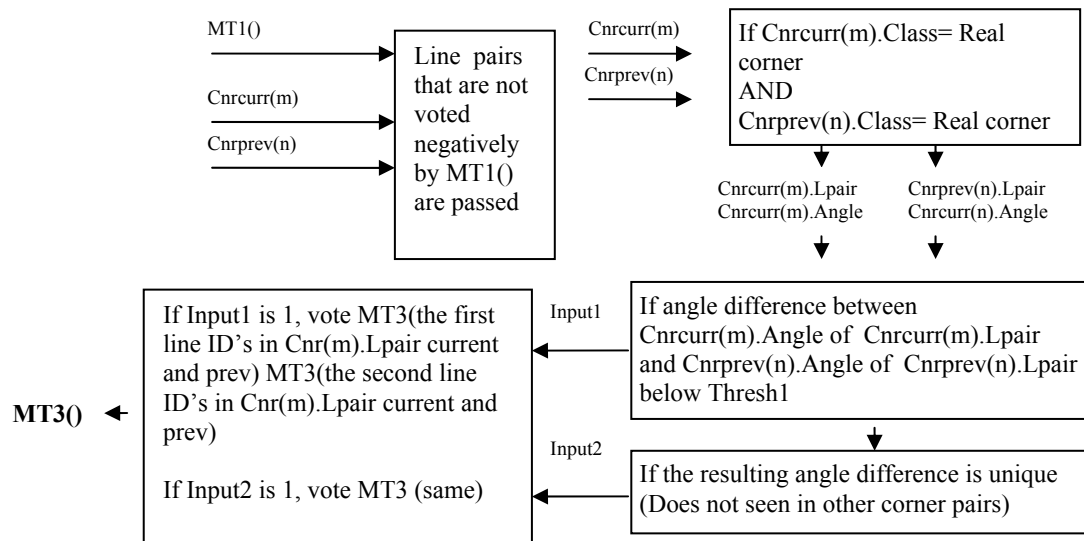 MT1()
Cnrcurr(m)
Cnrprev(n)
Line pairs
that are not
voted
negatively
by MT1()
are passed
Cnrcurr(m)
Cnrprev(n)
If Cnrcurr(m).Class= Real
corner
AND
Cnrprev(n).Class= Real corner
Cnrcurr(m).Lpair
Cnrcurr(m).Angle
Cnrprev(n).Lpair
Cnrcurr(n).Angle
If angle difference between
Cnrcurr(m).Angle of Cnrcurr(m).Lpair
and Cnrprev(n).Angle of Cnrprev(n).Lpair
below Thresh1
Input1
If the resulting angle difference is unique
(Does not seen in other corner pairs)
Input2
If Input1 is 1, vote MT3(the first
line ID’s in Cnr(m).Lpair current
and prev) MT3(the second line
ID’s in Cnr(m).Lpair current and
prev)
If Input2 is 1, vote MT3 (same)
MT3()